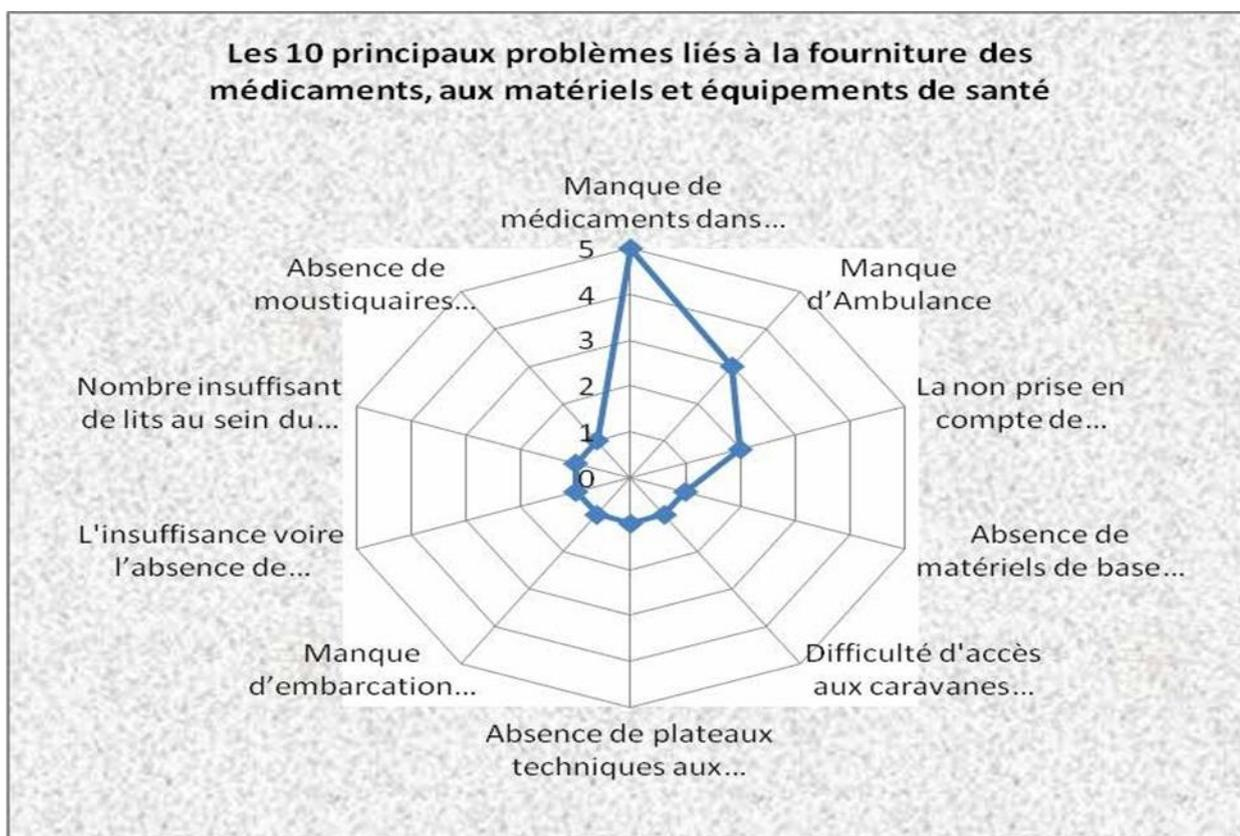 Les 10 principaux problèmes liés à la fourniture des
médicaments, aux matériels et équipements de santé
Manque de
médicaments dans...
Manque
d’Ambulance
La non prise en
compte de...
Absence de
matériels de base...
Difficulté d'accès
aux caravanes...
Absence de plateaux
techniques aux...
Manque
d’embarcation...
L'insuffisance voire
l’absence de...
Nombre insuffisant
de lits au sein du...
Absence de
moustiquaires...
5
4
3
2
1
0